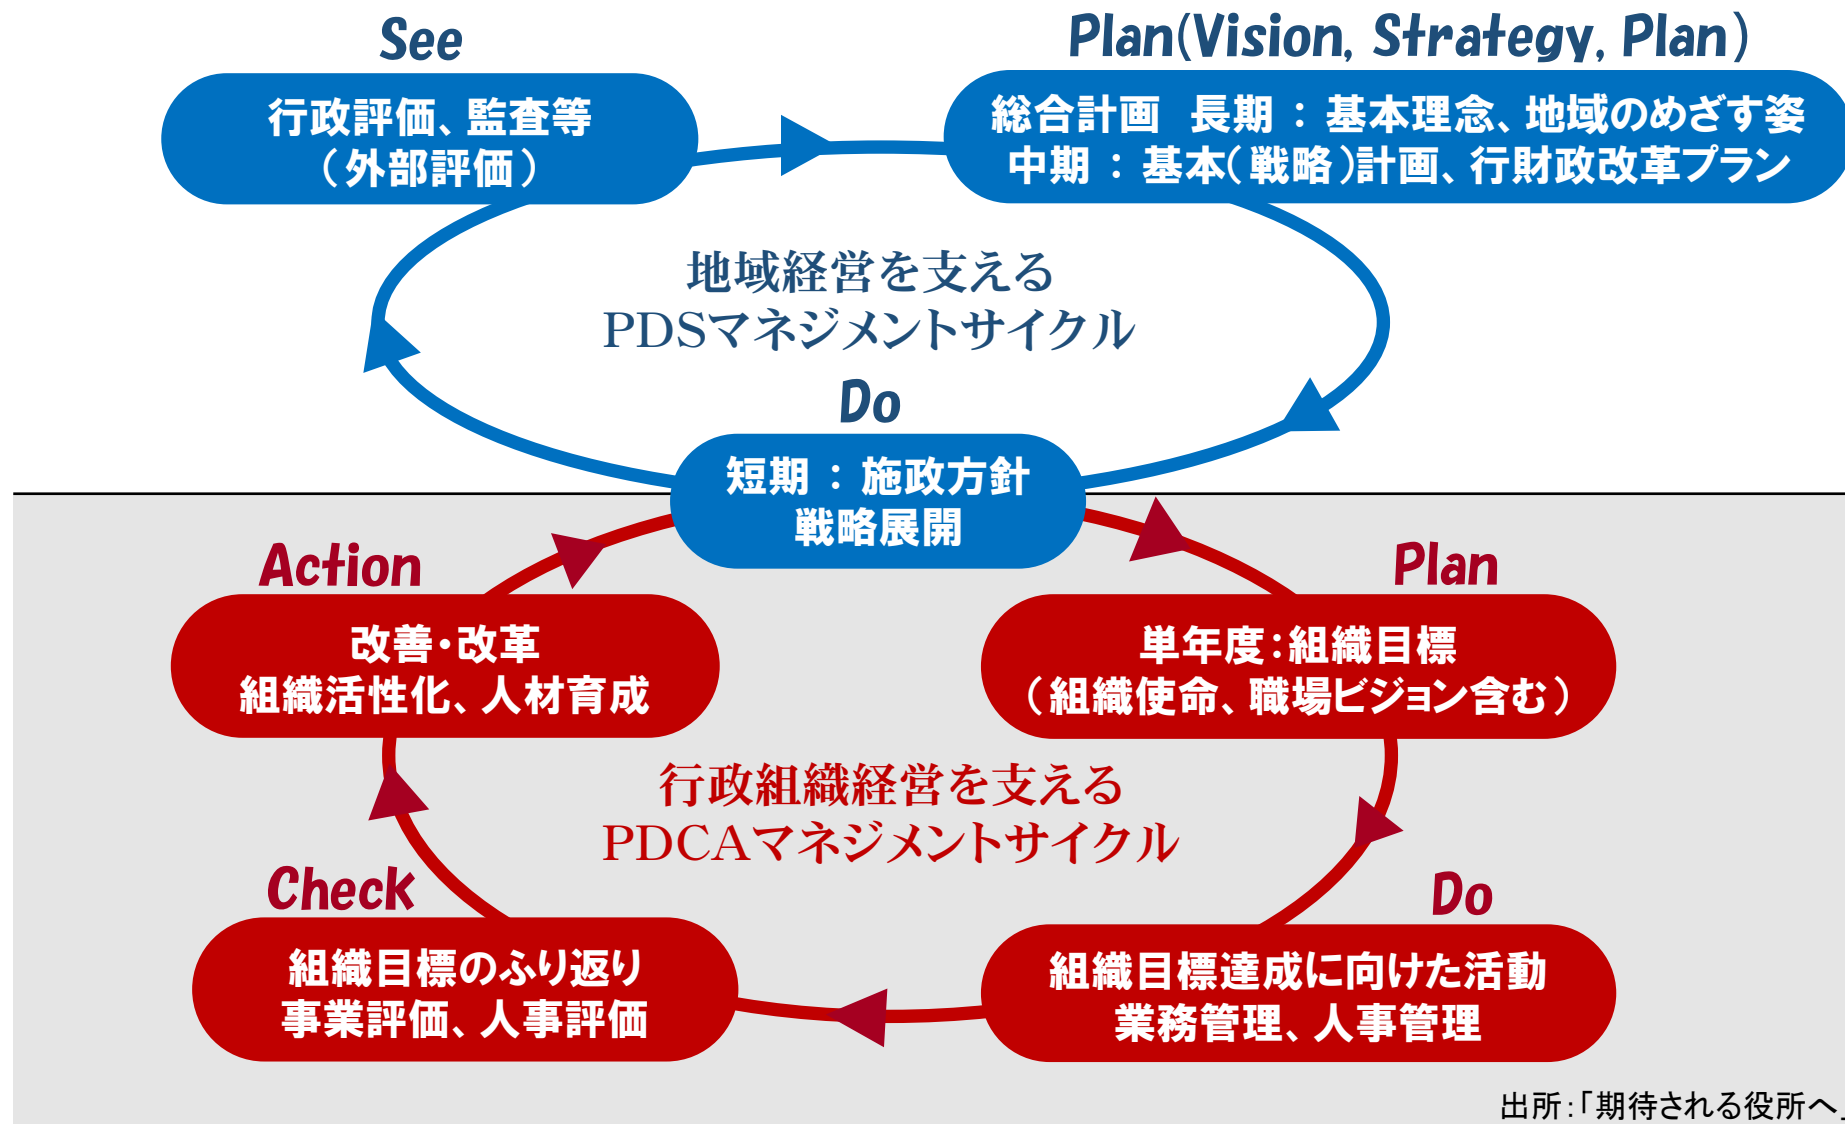 See
行政評価、監査等
（外部評価）
Plan(Vision, Strategy, Plan)
総合計画　長期：基本理念、地域のめざす姿
中期：基本（戦略）計画、行財政改革プラン
地域経営を支える
PDSマネジメントサイクル
Do
短期：施政方針
戦略展開
Action
改善・改革
組織活性化、人材育成
Plan
単年度：組織目標
（組織使命、職場ビジョン含む）
行政組織経営を支える
PDCAマネジメントサイクル
Check
組織目標のふり返り
事業評価、人事評価
Do
組織目標達成に向けた活動
業務管理、人事管理
出所：「期待される役所へ」